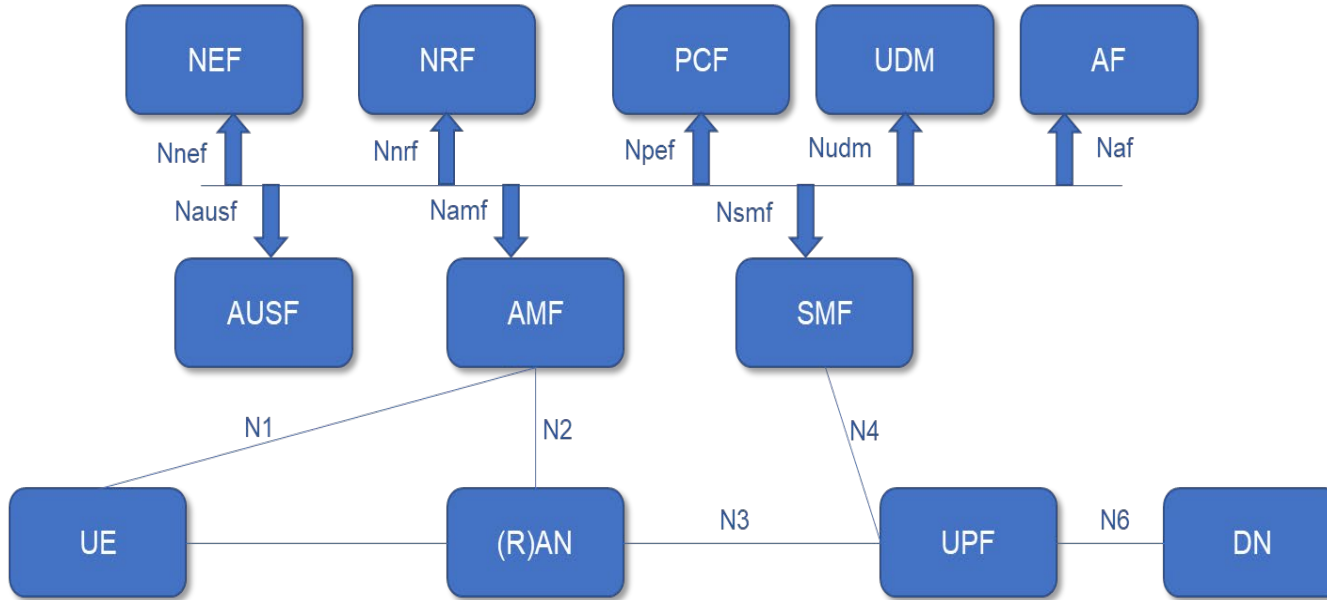 NEF
NRF
PCF
UDM
AF
Nnef
Nnrf
Npef
Nudm
Naf
Nausf
Namf
Nsmf
AUSF
AMF
SMF
N1
N2
N4
UE
(R)AN
N3
UPF
N6
DN